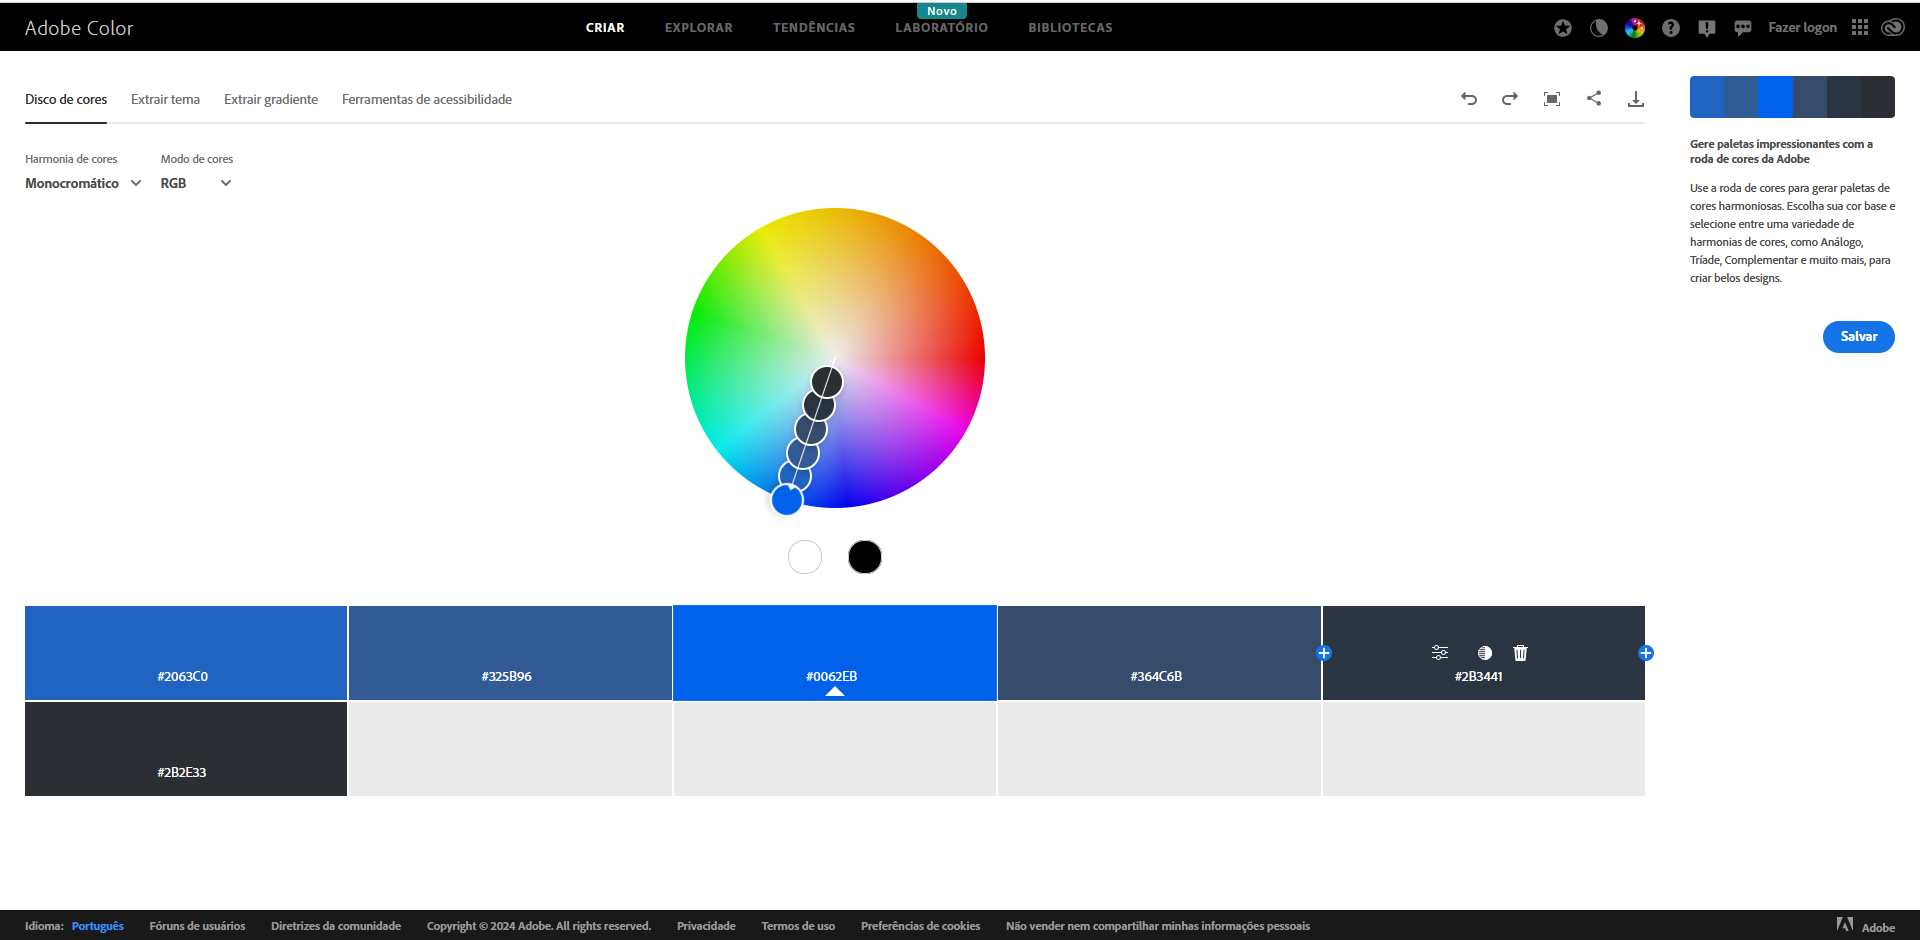 Novo
Adobe Color
CRIAR EXPLORAR TENDÊNCIAS LABORATÓRIO BIBLIOTECAS
Fazer logon
Disco de cores Extrair tema Extrair gradiente Ferramentas de acessibilidade
Harmonia de cores Modo de cores
Monocromático RGB
Gere paletas impressionantes com a
roda de cores da Adobe
Use a roda de cores para gerar paletas de
cores harmoniosas. Escolha sua cor base e
selecione entre uma variedade de
harmonias de cores, como Análogo,
Tríade, Complementar e muito mais, para
criar belos designs.
Salvar
#2063C0 #325B96 #0062EB #364C6B #2B3441
#2B2E33
Idioma: Português Fóruns de usuários Diretrizes da comunidade Copyright © 2024 Adobe. All rights reserved. Privacidade Termos de uso Preferências de cookies Não vender nem compartilhar minhas informações pessoais Adobe